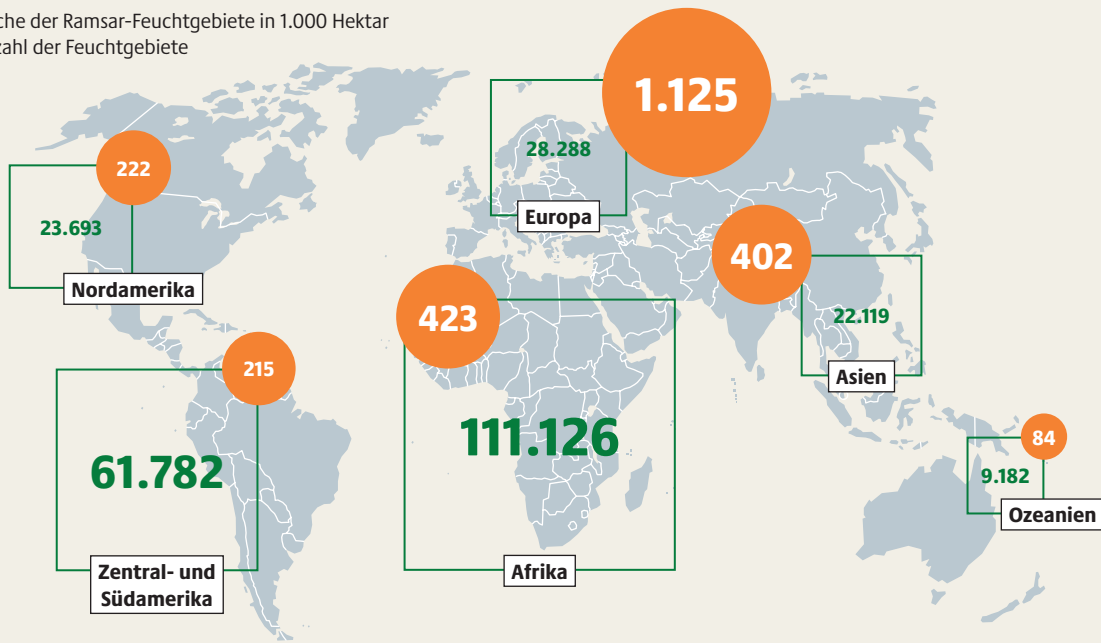 che der Ramsar-Feuchtgebiete in 1.000 Hektar
zahl der Feuchtgebiete
1.125
28.288
Europa
222
23.693
Nordamerika
402
22.119
Asien
423
111.126
Afrika
215
61.782
Zentral- und
Südamerika
84
9.182
Ozeanien